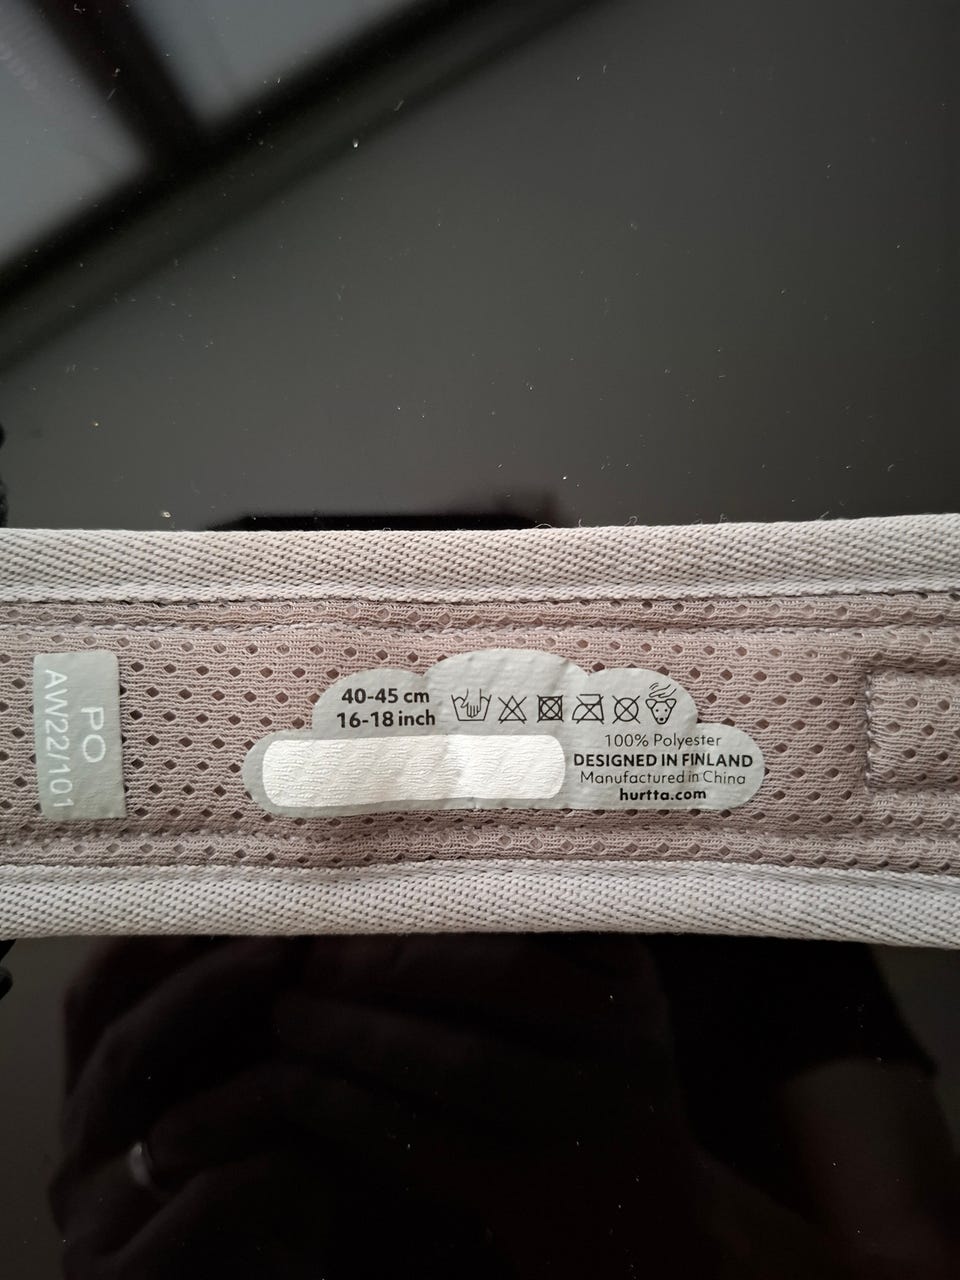 PO
AW22/101
40-45 cm
16-18 inch
100% Polyester
DESIGNED IN FINLAND
Manufactured in China
hurtta.com